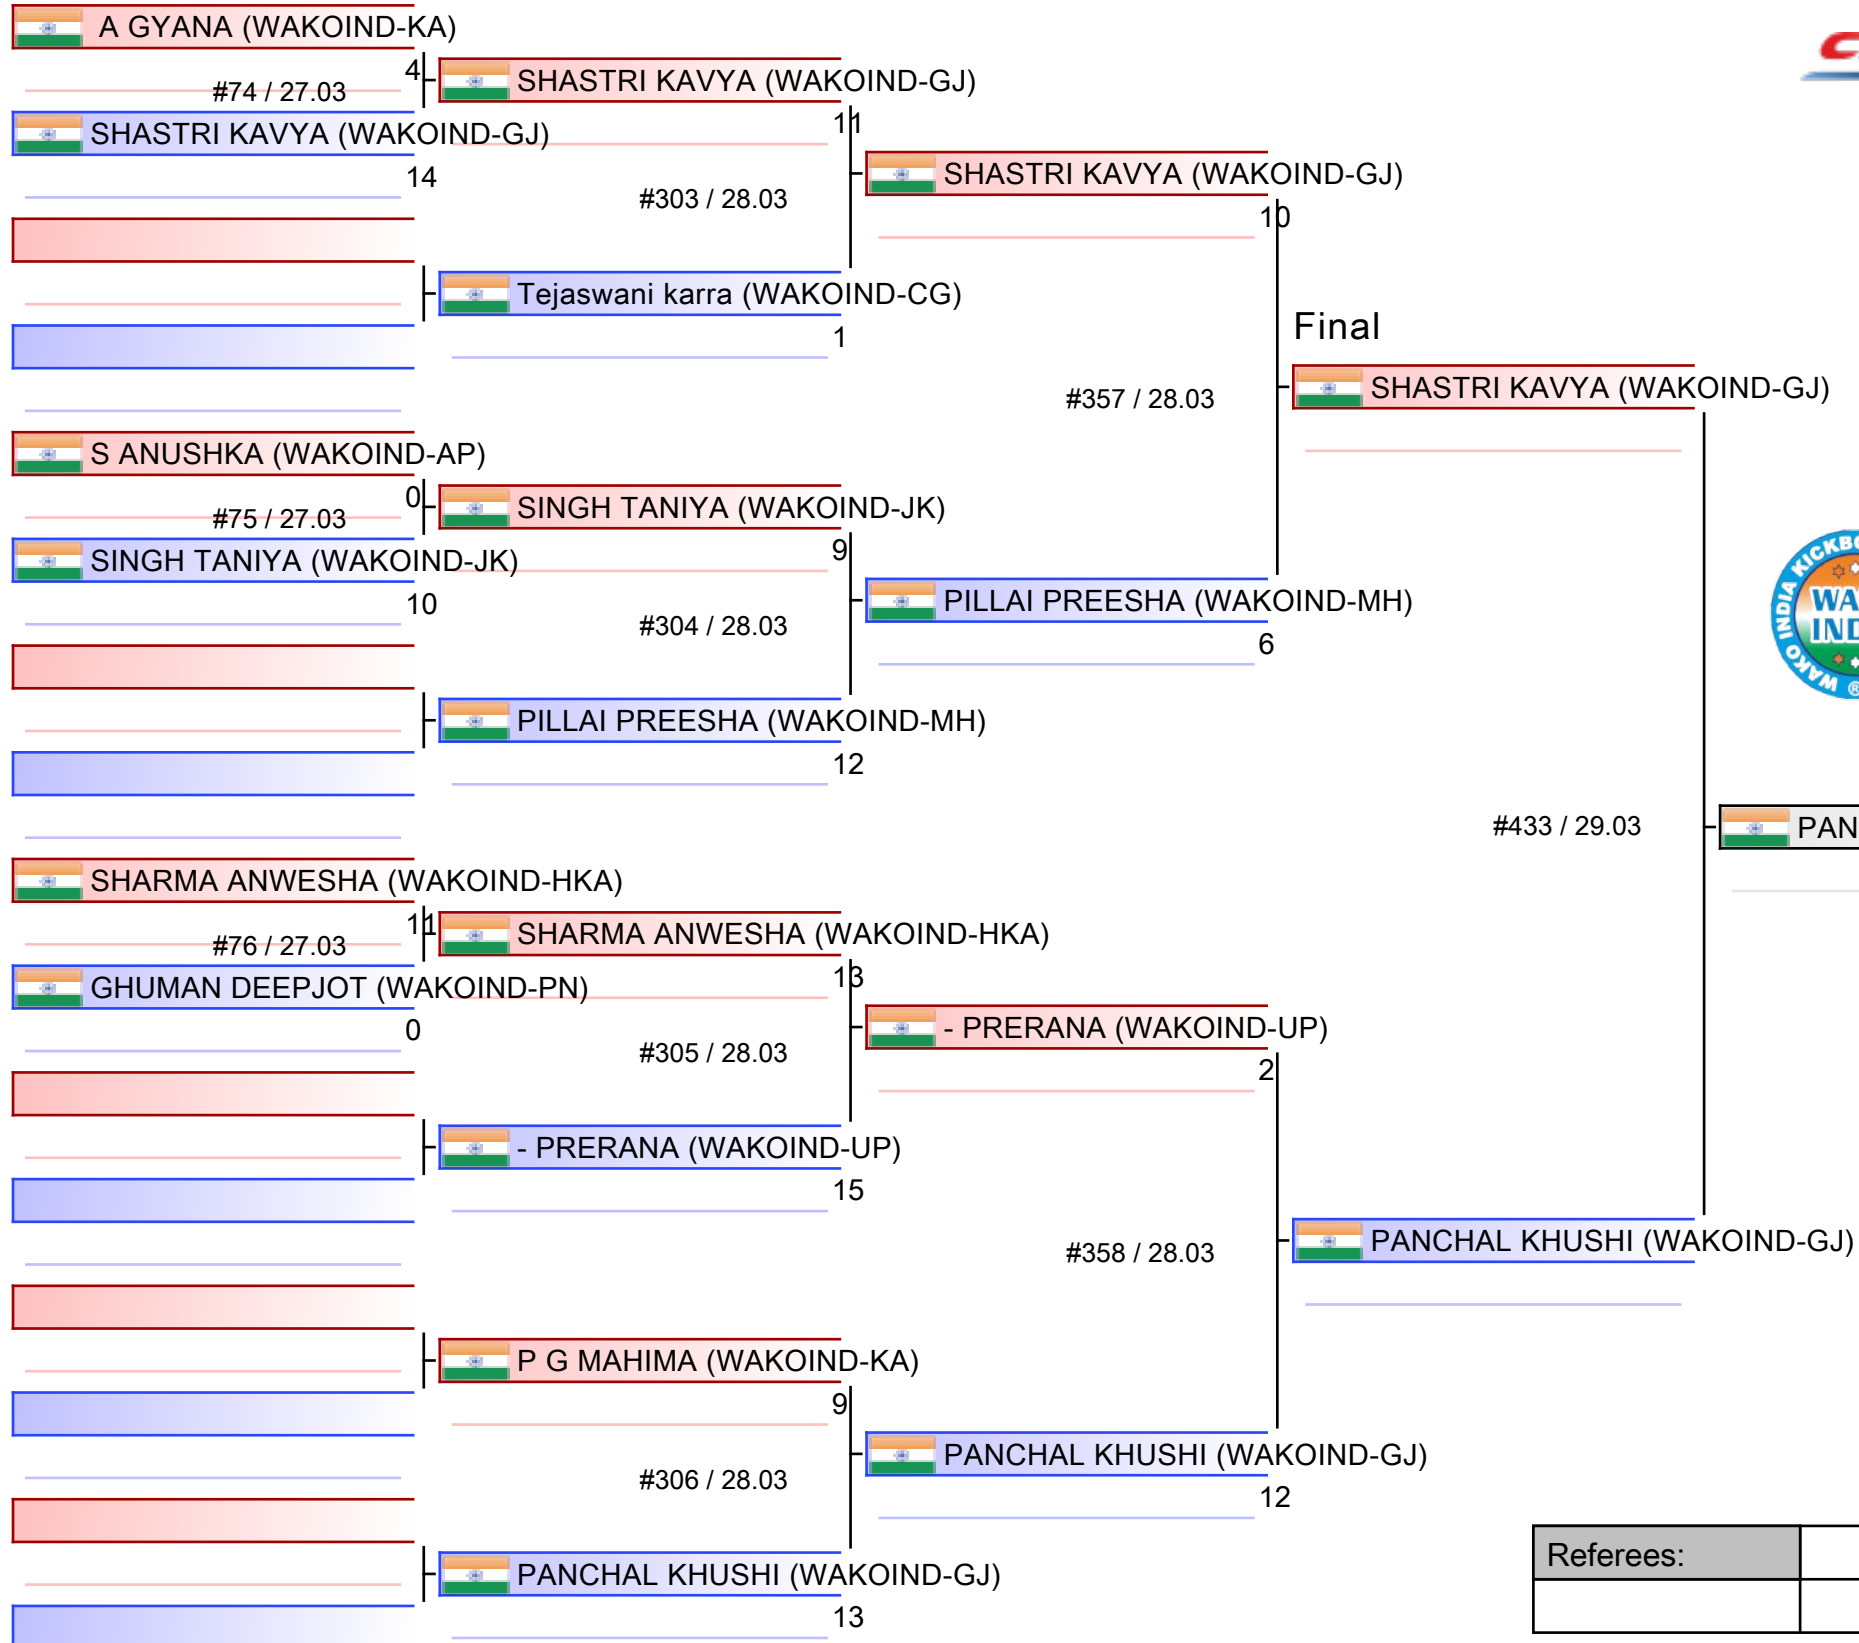 A GYANA (WAKOIND-KA)
4
#74 / 27.03
SHASTRI KAVYA (WAKOIND-GJ)
14
S ANUSHKA (WAKOIND-AP)
0
#75 / 27.03
SINGH TANIYA (WAKOIND-JK)
10
SHARMA ANWESHA (WAKOIND-HKA)
11
#76 / 27.03
GHUMAN DEEPJOT (WAKOIND-PN)
0
SHASTRI KAVYA (WAKOIND-GJ)
11
#303 / 28.03
Tejaswani karra (WAKOIND-CG)
1
SINGH TANIYA (WAKOIND-JK)
9
#304 / 28.03
PILLAI PREESHA (WAKOIND-MH)
12
SHARMA ANWESHA (WAKOIND-HKA)
13
#305 / 28.03
- PRERANA (WAKOIND-UP)
15
P G MAHIMA (WAKOIND-KA)
9
#306 / 28.03
PANCHAL KHUSHI (WAKOIND-GJ)
13
SHASTRI KAVYA (WAKOIND-GJ)
10
#357 / 28.03
PILLAI PREESHA (WAKOIND-MH)
6
- PRERANA (WAKOIND-UP)
2
#358 / 28.03
PANCHAL KHUSHI (WAKOIND-GJ)
12
Final
SHASTRI KAVYA (WAKOIND-GJ)
#433 / 29.03
PANCHAL KHUSHI (WAKOIND-GJ)
PAN
WAKO INDIA KICKBO
WA
IND
Referees: